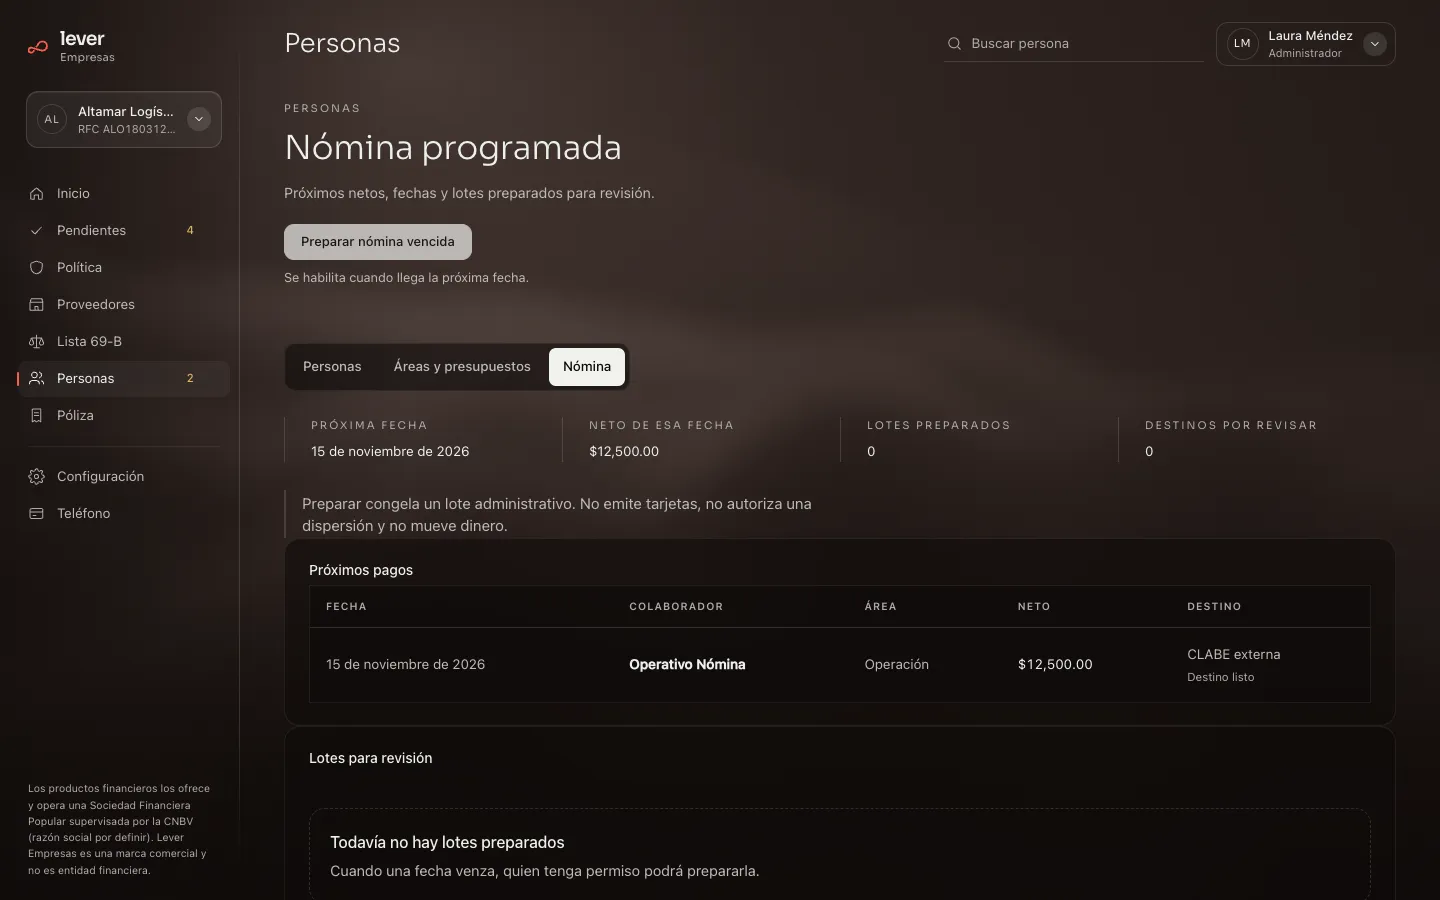 lever
Empresas
Personas
Buscar persona
LM
Laura Méndez
Administrador
AL
Altamar Logís...
RFC ALO180312...
Inicio
Pendientes 4
Política
Proveedores
Lista 69-B
Personas 2
Póliza
Configuración
Teléfono
Los productos financieros los ofrece
y opera una Sociedad Financiera
Popular supervisada por la CNBV
(razón social por definir). Lever
Empresas es una marca comercial y
no es entidad financiera.
PERSONAS
Nómina programada
Próximos netos, fechas y lotes preparados para revisión.
Preparar nómina vencida
Se habilita cuando llega la próxima fecha.
Personas Áreas y presupuestos Nómina
PRÓXIMA FECHA
15 de noviembre de 2026
NETO DE ESA FECHA
$12,500.00
LOTES PREPARADOS
0
DESTINOS POR REVISAR
0
Preparar congela un lote administrativo. No emite tarjetas, no autoriza una
dispersión y no mueve dinero.
Próximos pagos
FECHA COLABORADOR ÁREA NETO DESTINO
15 de noviembre de 2026 Operativo Nómina Operación $12,500.00 CLABE externa
Destino listo
Lotes para revisión
Todavía no hay lotes preparados
Cuando una fecha venza, quien tenga permiso podrá prepararla.